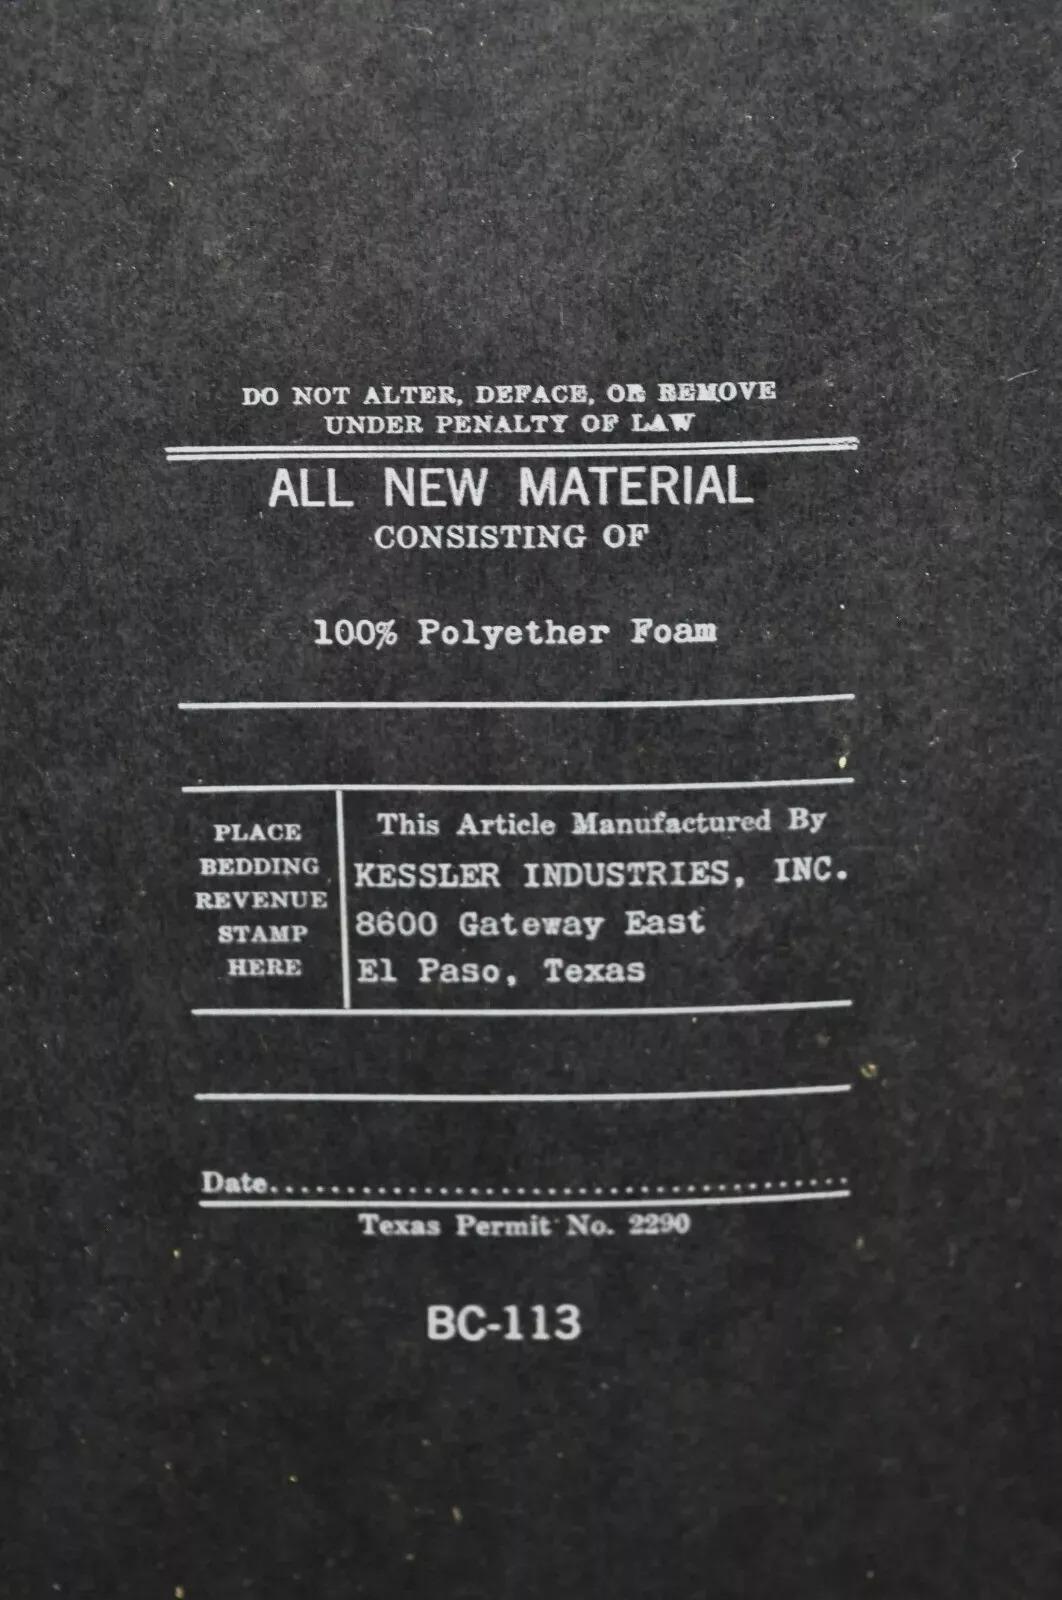 DO NOT ALTER, DEFACE, OR REMOVE
UNDER PENALTY OF LAW
ALL NEW MATERIAL
CONSISTING OF
100% Polyether Foam
PLACE
BEDDING
REVENUE
STAMP
HERE
This Article Manufactured By
KESSLER INDUSTRIES, INC.
8600 Gateway East
El Paso, Texas
Date........................................
Texas Permit No. 2290
BC-113